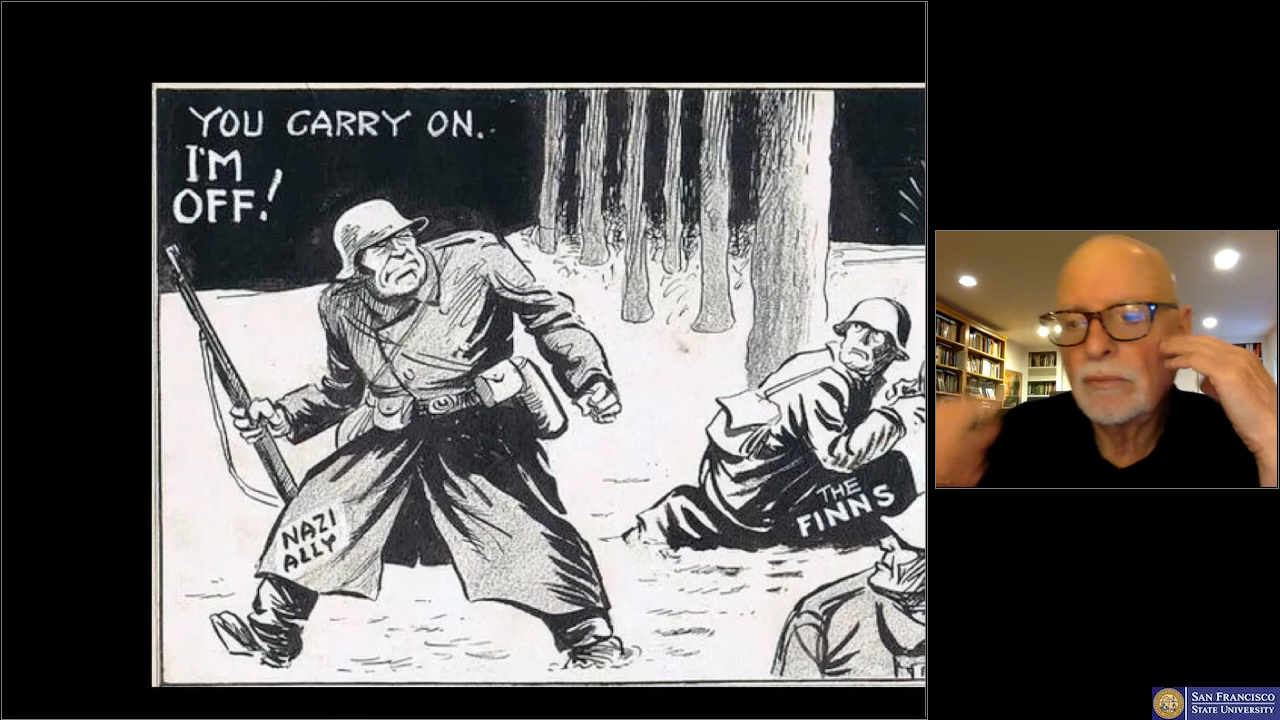 YOU CARRY ON.
I'M
OFF!
NAZI
ALLY
THE
FINNS
SAN FRANCISCO
STATE UNIVERSITY